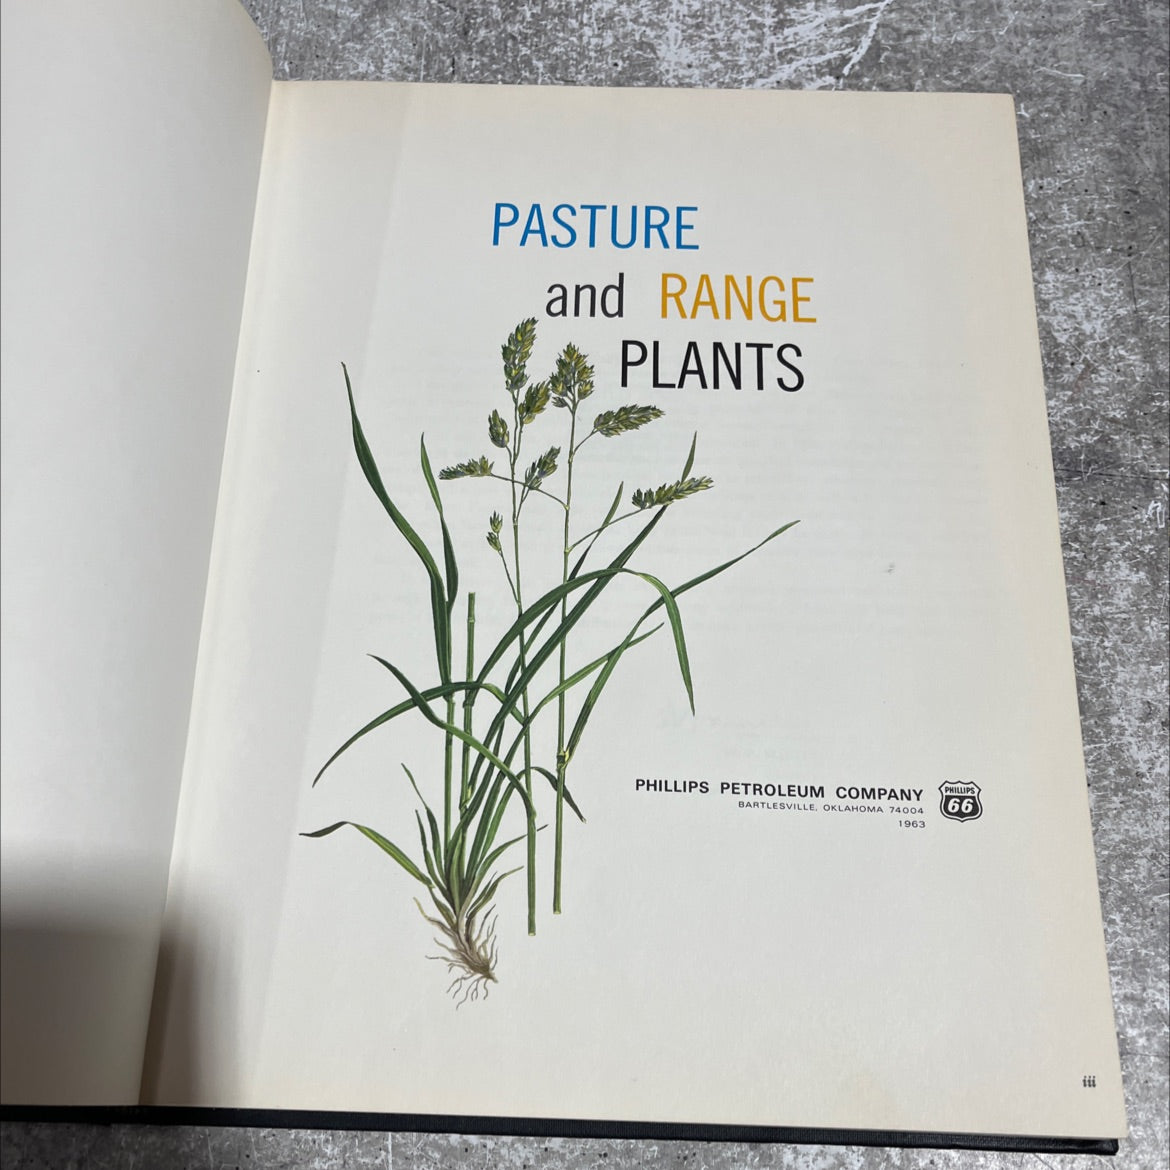 PASTURE
and RANGE
PLANTS
PHILLIPS PETROLEUM COMPANY
BARTLESVILLE, OKLAHOMA 74004
1963
PHILLIPS
66
iii